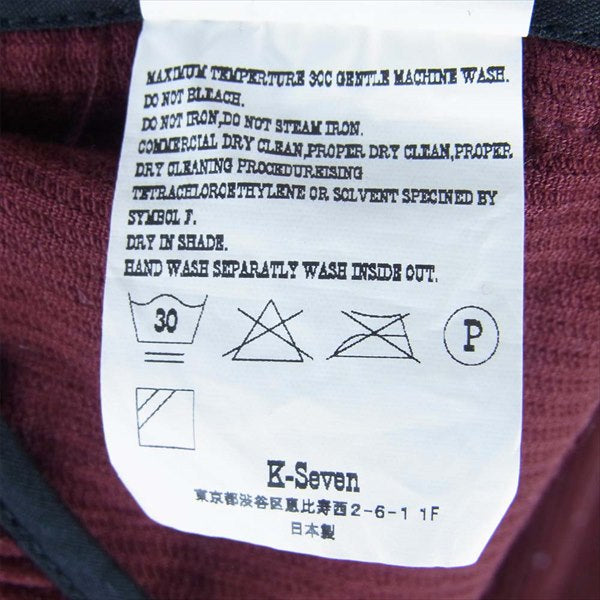 MAXIMUM TEMPERTURE 30C GENTLE MACHINE WASH.
DO NOT BLEACH.
DO NOT IRON,DO NOT STEAM IRON.
COMMERCIAL DRY CLEAN,PROPER DRY CLEAN,PROPER
DRY CLEANING PROCKDUREISING
TETRACHLOROETHYLENE OR SOLVENT SPECINED BY
SYMBOL F.
DRY IN SHADE.
HAND WASH SEPARATLY WASH INSIDE OUT.
30 P
K-Seven
東京都渋谷区恵比寿西2-6-1 1F
日本製